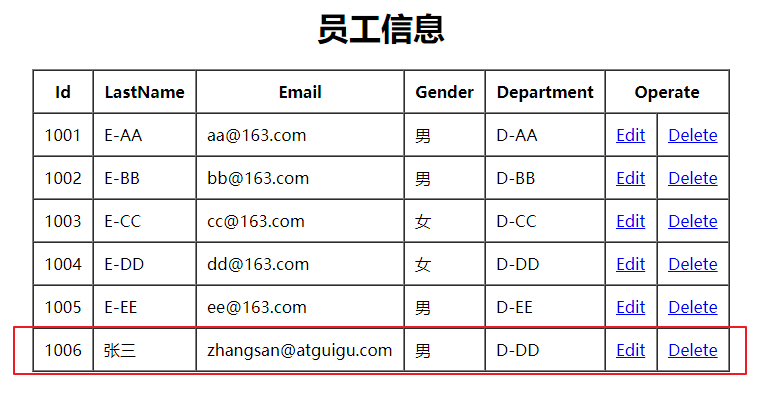 员工信息
Id LastName Email Gender Department Operate
1001 E-AA aa@163.com 男 D-AA Edit Delete
1002 E-BB bb@163.com 男 D-BB Edit Delete
1003 E-CC cc@163.com 女 D-CC Edit Delete
1004 E-DD dd@163.com 女 D-DD Edit Delete
1005 E-EE ee@163.com 男 D-EE Edit Delete
1006 张三 zhangsan@atguigu.com 男 D-DD Edit Delete